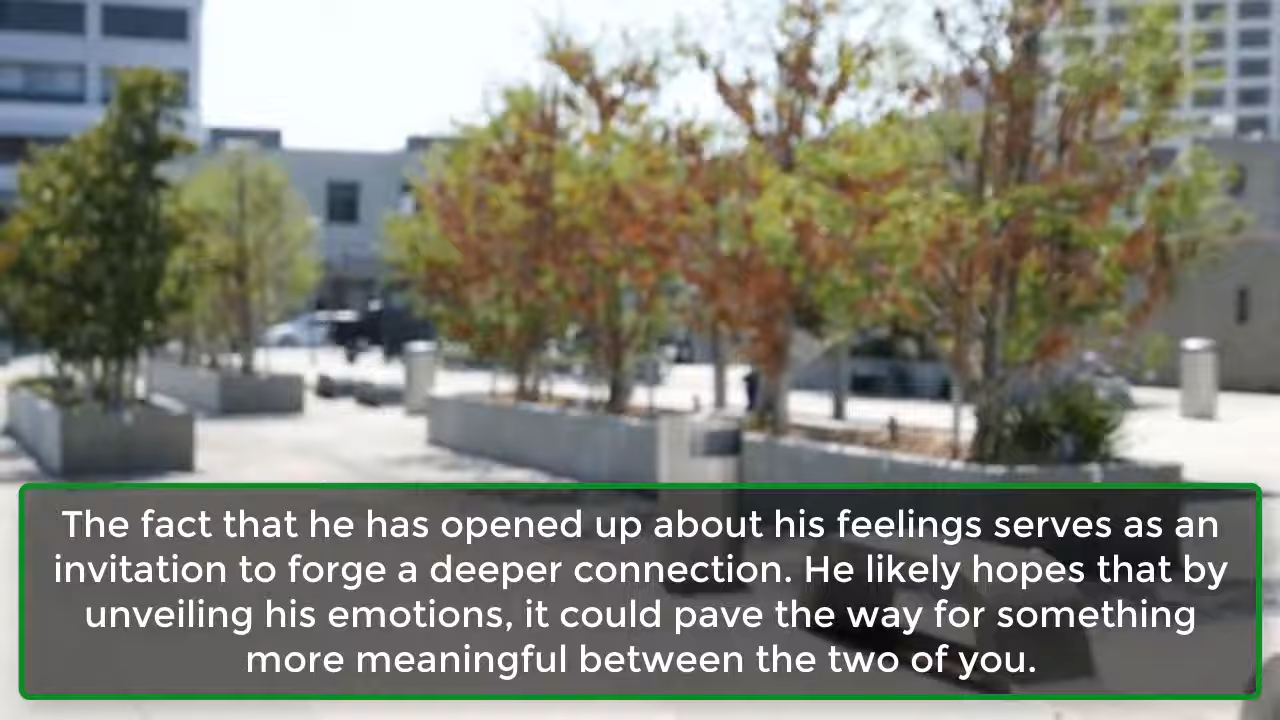 The fact that he has opened up about his feelings serves as an
invitation to forge a deeper connection. He likely hopes that by
unveiling his emotions, it could pave the way for something
more meaningful between the two of you.